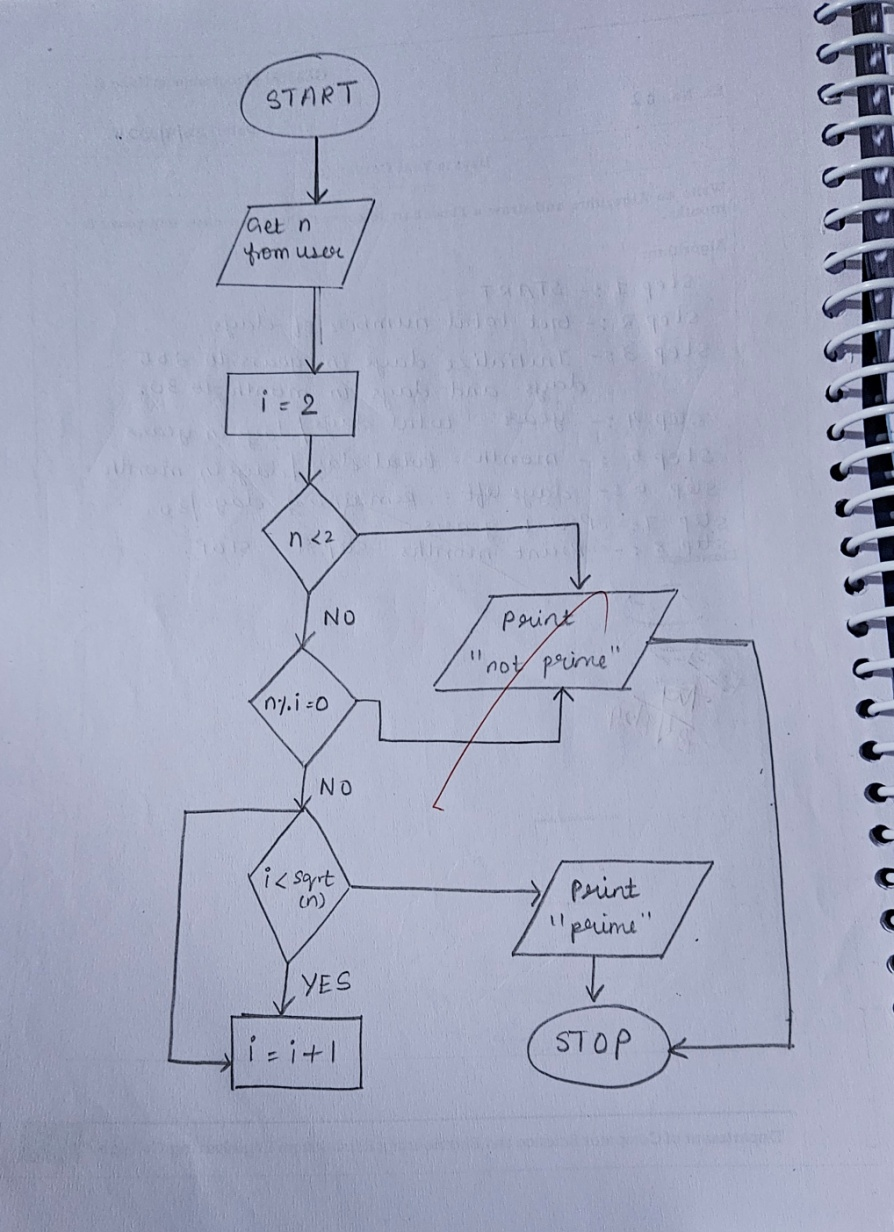 START
Get n
from user
i = 2
n < 2
NO
print
"not prime"
n%i=0
NO
i < sqrt
(n)
print
"prime"
YES
i = i + 1
STOP